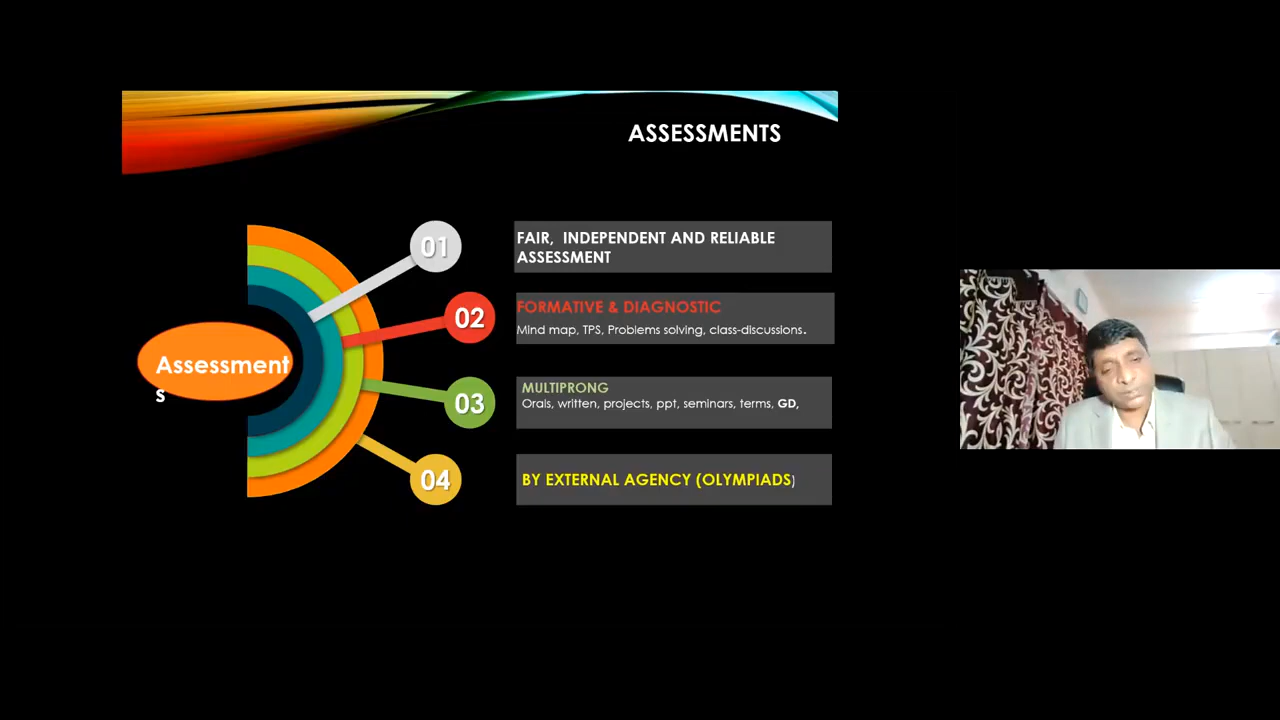 ASSESSMENTS
Assessment
s
01
FAIR, INDEPENDENT AND RELIABLE
ASSESSMENT
02
FORMATIVE & DIAGNOSTIC
Mind map, TPS, Problems solving, class-discussions.
03
MULTIPRONG
Orals, written, projects, ppt, seminars, terms, GD,
04
BY EXTERNAL AGENCY (OLYMPIADS)